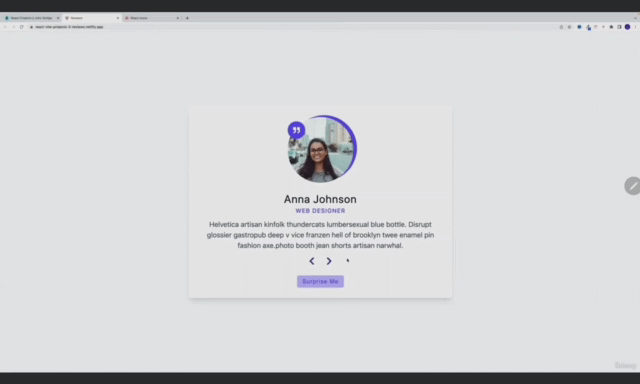 Anna Johnson
WEB DESIGNER
Helvetica artisan kinfolk thundercats lumbersexual blue bottle. Disrupt
glossier gastropub deep v vice franzen hell of brooklyn twee enamel pin
fashion axe.photo booth jean shorts artisan narwhal.
Surprise Me